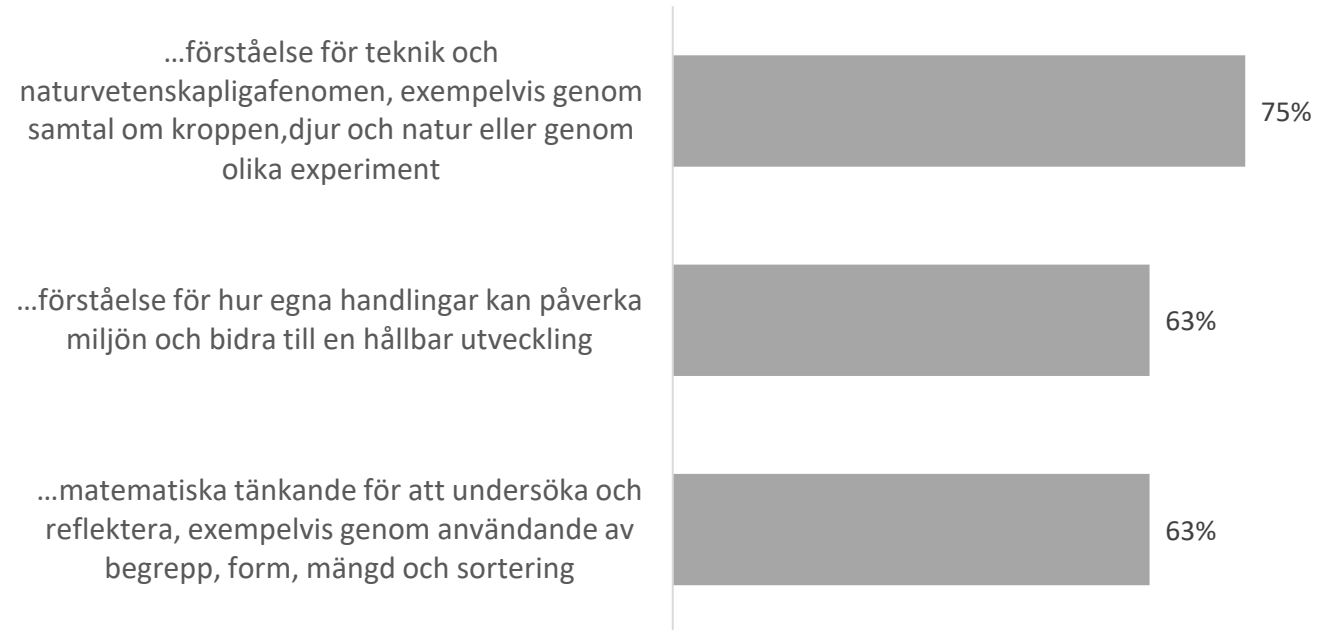 …förståelse för teknik och
naturvetenskapligafenomen, exempelvis genom
samtal om kroppen,djur och natur eller genom
olika experiment
75%
…förståelse för hur egna handlingar kan påverka
miljön och bidra till en hållbar utveckling
63%
…matematiska tänkande för att undersöka och
reflektera, exempelvis genom användande av
begrepp, form, mängd och sortering
63%